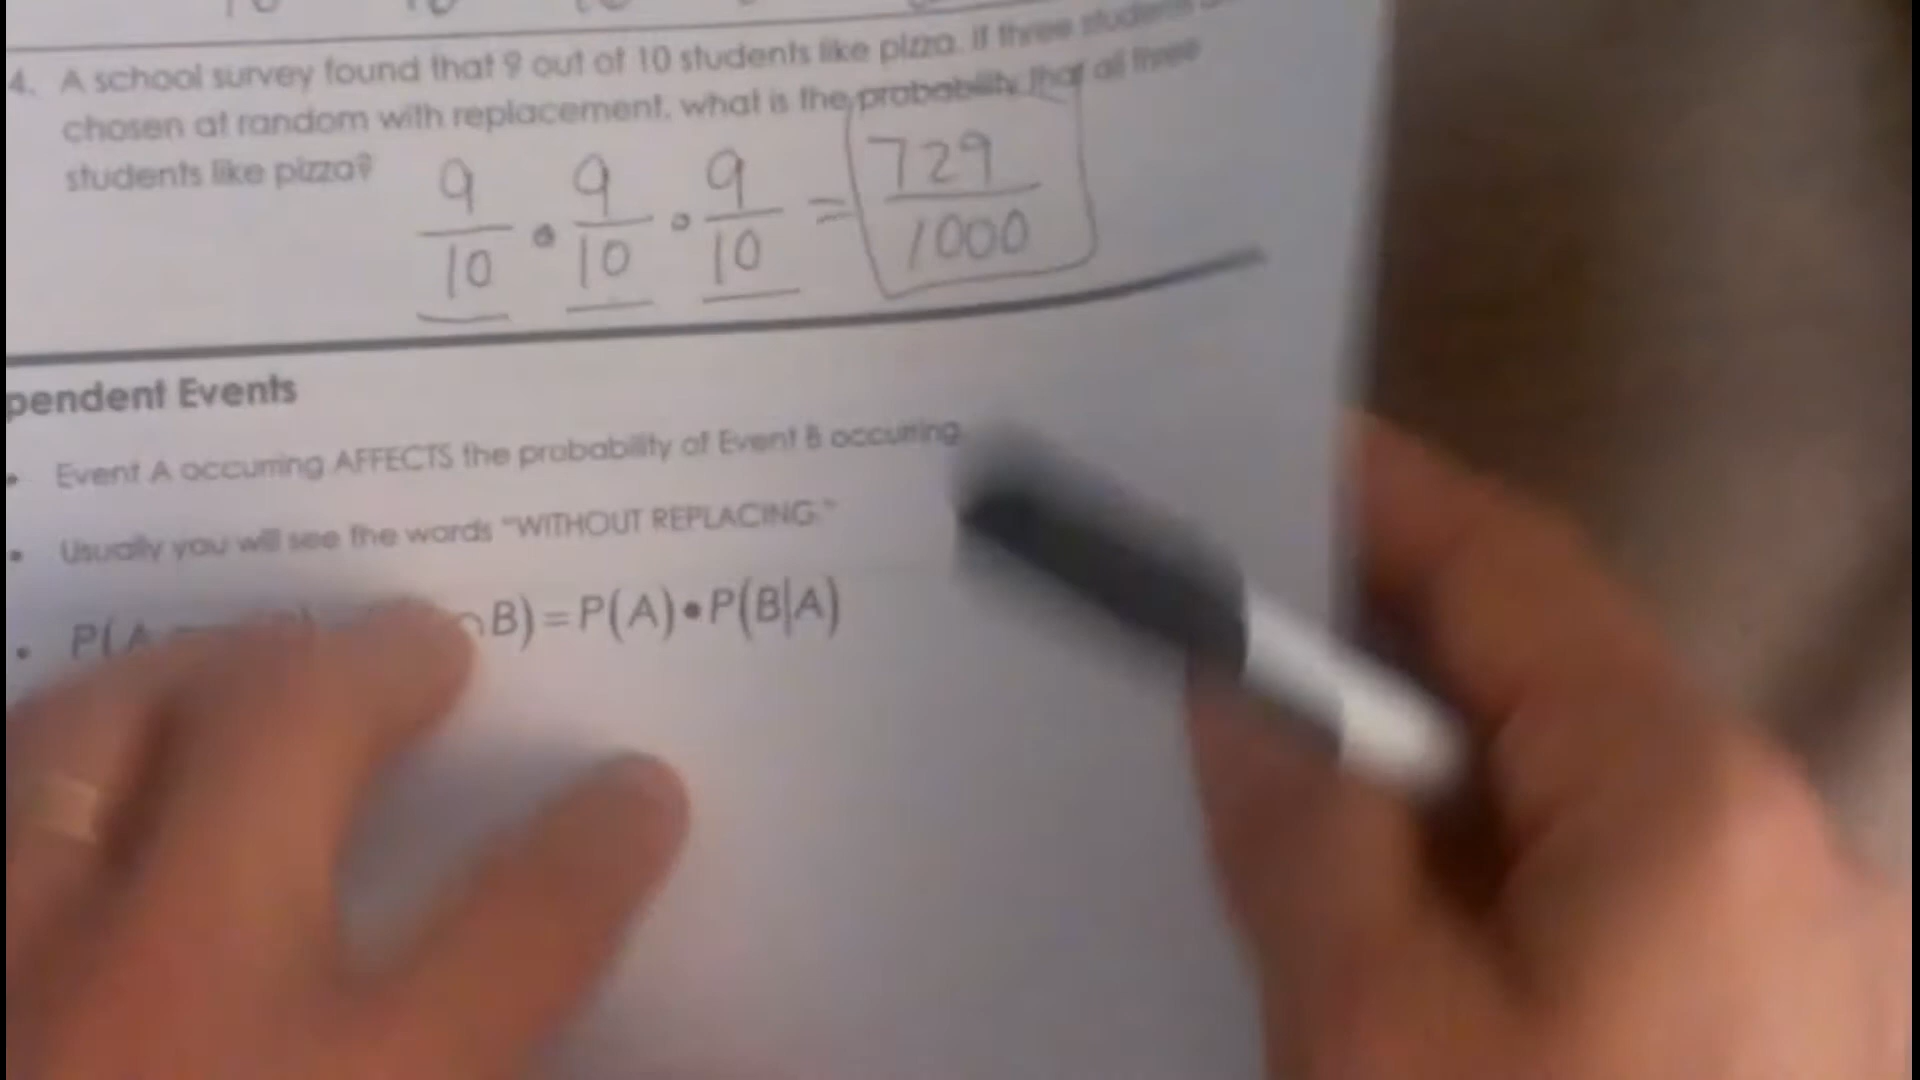 4. A school survey found that 9 out of 10 students like pizza. If three students
chosen at random with replacement, what is the probability that all three
students like pizza?
9/10 • 9/10 • 9/10 = 729/1000
pendent Events
• Event A occurring AFFECTS the probability of Event B occurring.
• Usually you will see the words "WITHOUT REPLACING."
• P(A B) = P(A)•P(B|A)